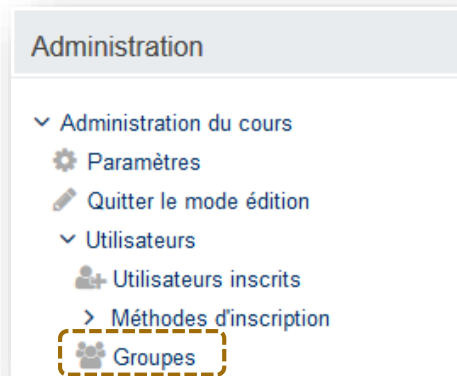 Administration
Administration du cours
Paramètres
Quitter le mode édition
Utilisateurs
Utilisateurs inscrits
Méthodes d'inscription
Groupes